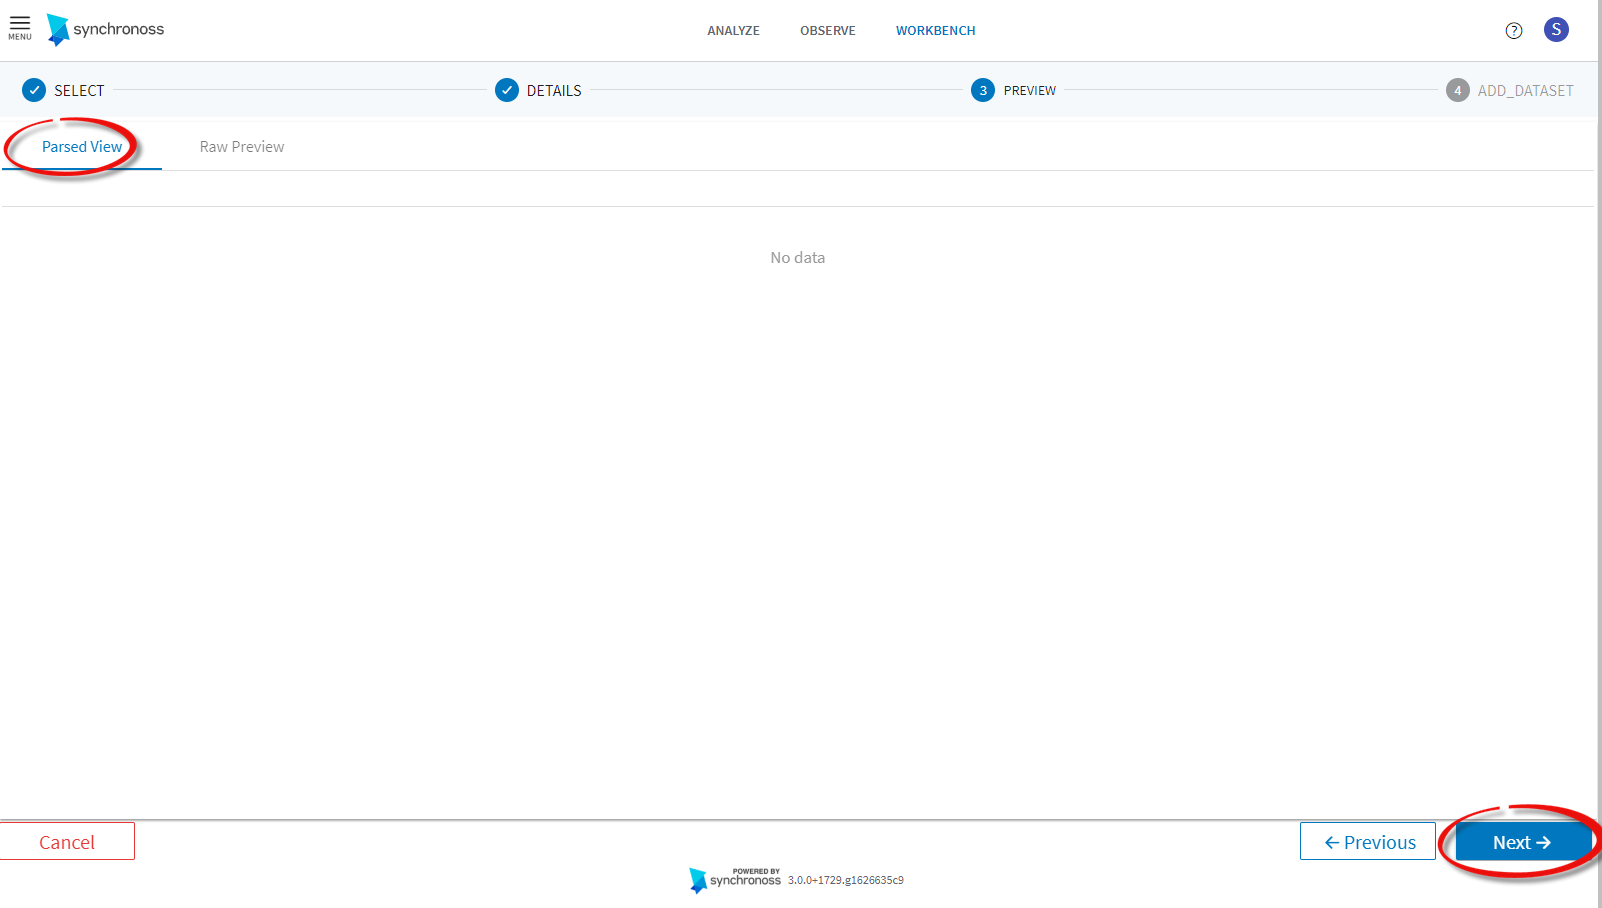 MENU
synchronoss
ANALYZE
OBSERVE
WORKBENCH
?
S
SELECT
DETAILS
3 PREVIEW
4 ADD_DATASET
Parsed View
Raw Preview
No data
Cancel
← Previous
Next →
POWERED BY
synchronoss 3.0.0+1729.g1626635c9